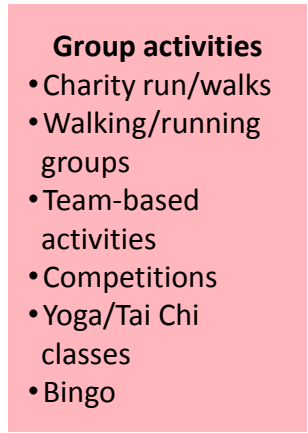 Group activities
• Charity run/walks
• Walking/running
groups
• Team-based
activities
• Competitions
• Yoga/Tai Chi
classes
• Bingo